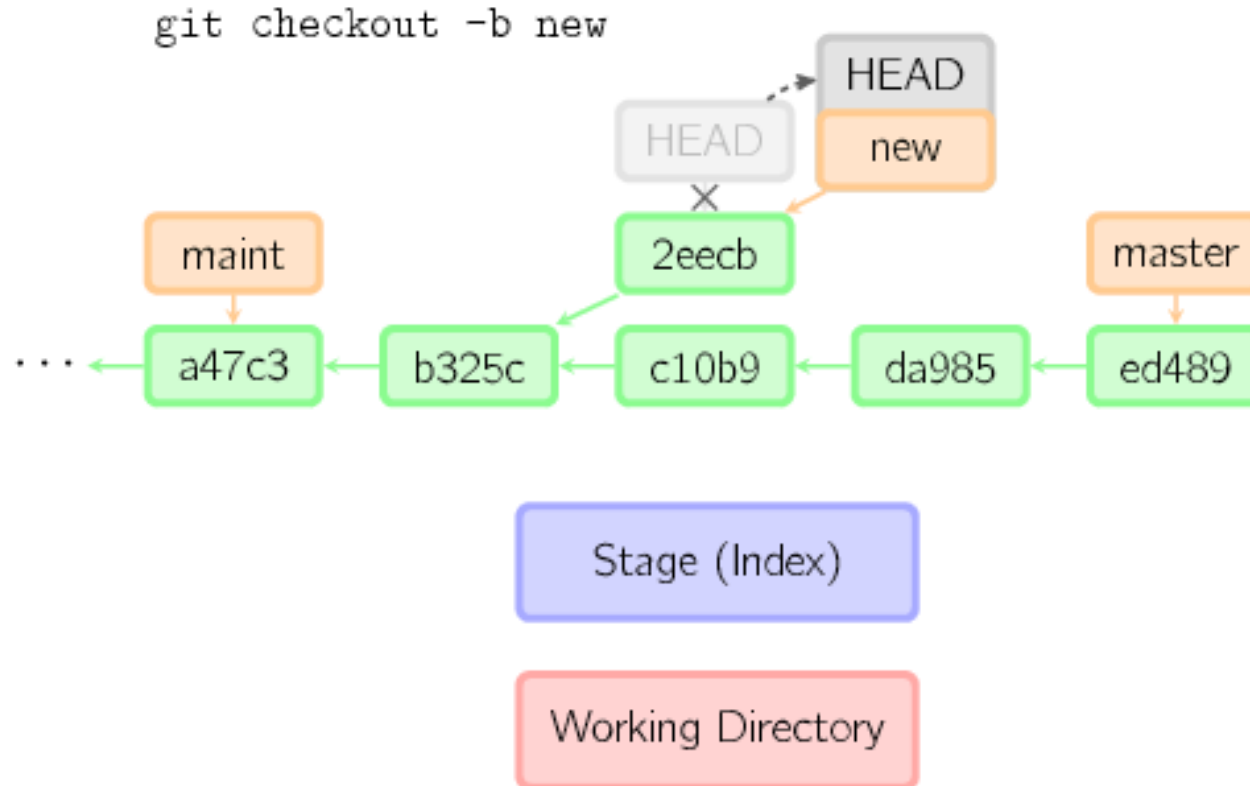 git checkout -b new
HEAD
HEAD
new
maint
2eecb
master
...
a47c3
b325c
c10b9
da985
ed489
Stage (Index)
Working Directory